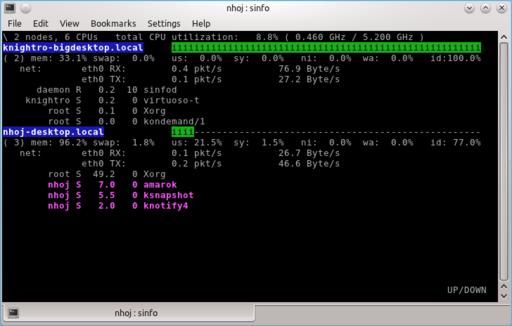 nhoj : sinfo
File Edit View Bookmarks Settings Help
\ 2 nodes, 6 CPUs total CPU utilization: 8.8% ( 0.460 GHz / 5.200 GHz )
knightro-bigdesktop.local iiiiiiiiiiiiiiiiiiiiiiiiiiiiiiiiiiiiiiiiiiiiiiiiiiiiiii
( 2) mem: 33.1% swap: 0.0% us: 0.0% sy: 0.0% ni: 0.0% wa: 0.0% id:100.0%
net: eth0 RX: 0.4 pkt/s 76.9 Byte/s
eth0 TX: 0.1 pkt/s 27.2 Byte/s
daemon R 0.2 10 sinfod
knightro S 0.2 0 virtuoso-t
root S 0.1 0 Xorg
root S 0.0 0 kondemand/1
nhoj-desktop.local iiii---------------------------------------------------
( 3) mem: 96.2% swap: 1.8% us: 21.5% sy: 1.5% ni: 0.0% wa: 0.0% id: 77.0%
net: eth0 RX: 0.1 pkt/s 26.7 Byte/s
eth0 TX: 0.2 pkt/s 46.6 Byte/s
root S 49.2 0 Xorg
nhoj S 7.0 0 amarok
nhoj S 5.5 0 ksnapshot
nhoj S 2.0 0 knotify4
UP/DOWN
nhoj : sinfo